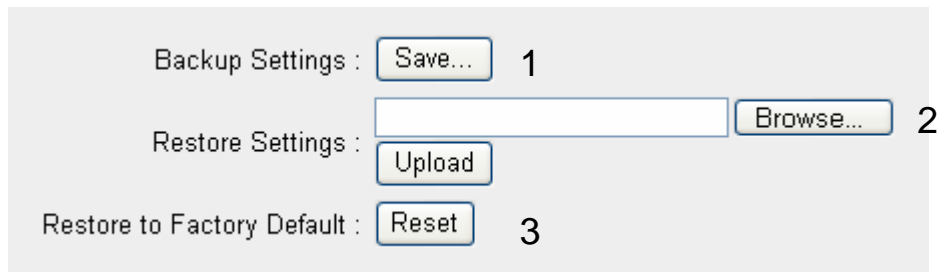 Backup Settings : Save... 1
Browse... 2
Restore Settings :
Upload
Restore to Factory Default : Reset 3